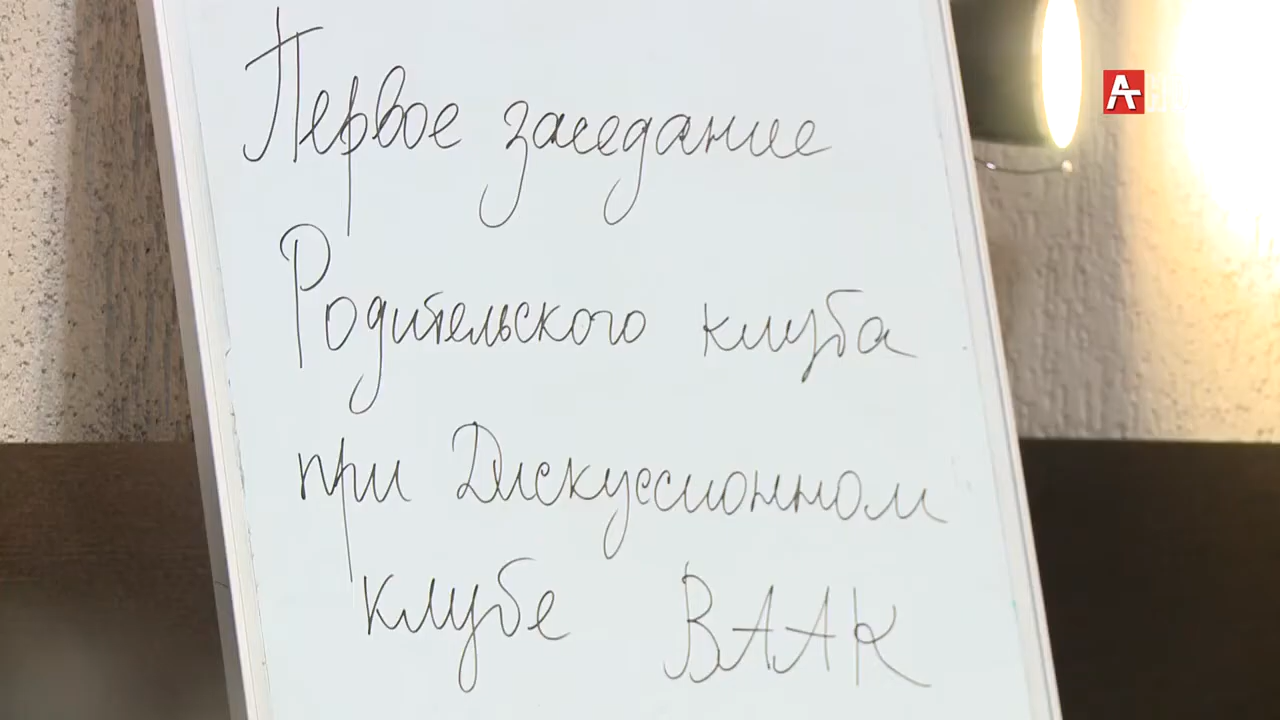 Первое заседание
Родительского клуба
при Дискуссионном
клубе ВААК